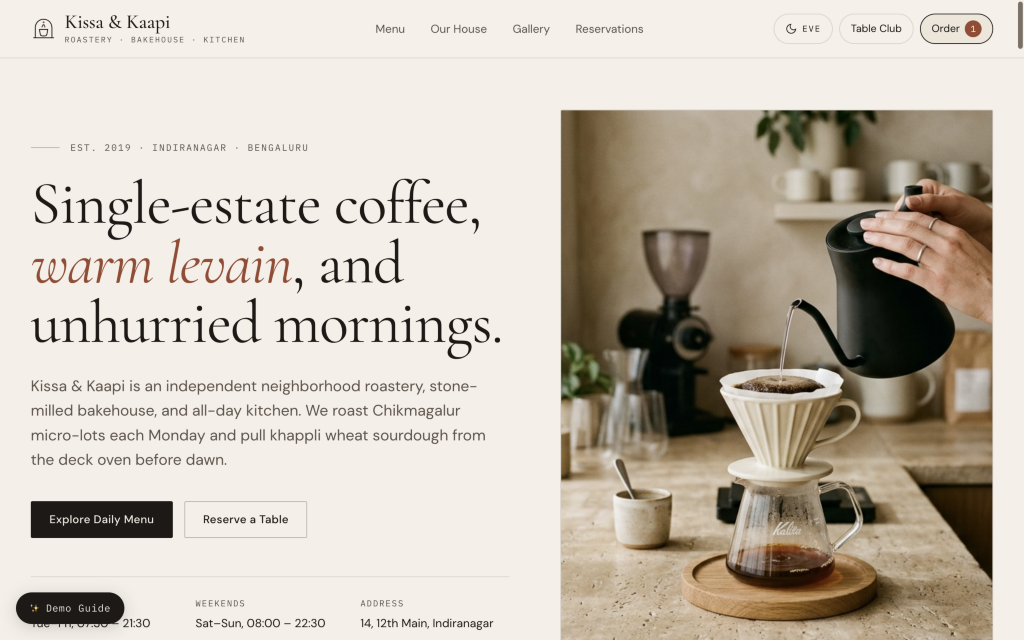 Kissa & Kaapi
ROASTERY · BAKEHOUSE · KITCHEN
Menu
Our House
Gallery
Reservations
EVE
Table Club
Order 1
EST. 2019 · INDIRANAGAR · BENGALURU
Single-estate coffee,
warm levain, and
unhurried mornings.
Kissa & Kaapi is an independent neighborhood roastery, stone-
milled bakehouse, and all-day kitchen. We roast Chikmagalur
micro-lots each Monday and pull khappli wheat sourdough from
the deck oven before dawn.
Explore Daily Menu
Reserve a Table
Kalita
WEEKENDS
ADDRESS
✨ Demo Guide
21:30
Sat–Sun, 08:00 – 22:30
14, 12th Main, Indiranagar